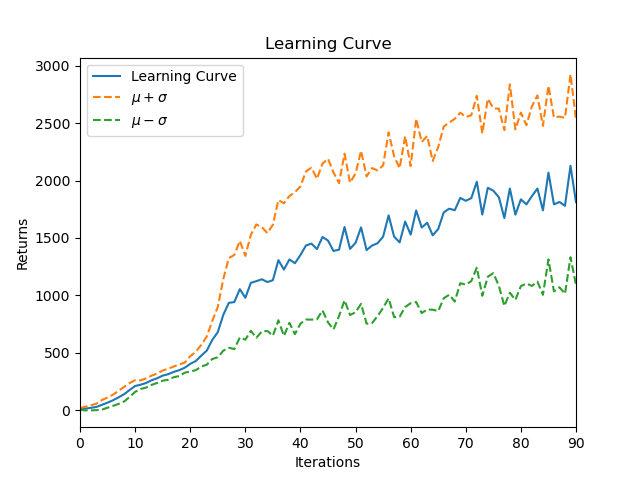 Learning Curve
3000
2500
2000
1500
1000
500
0
Returns
Learning Curve
μ + σ
μ − σ
0 10 20 30 40 50 60 70 80 90
Iterations